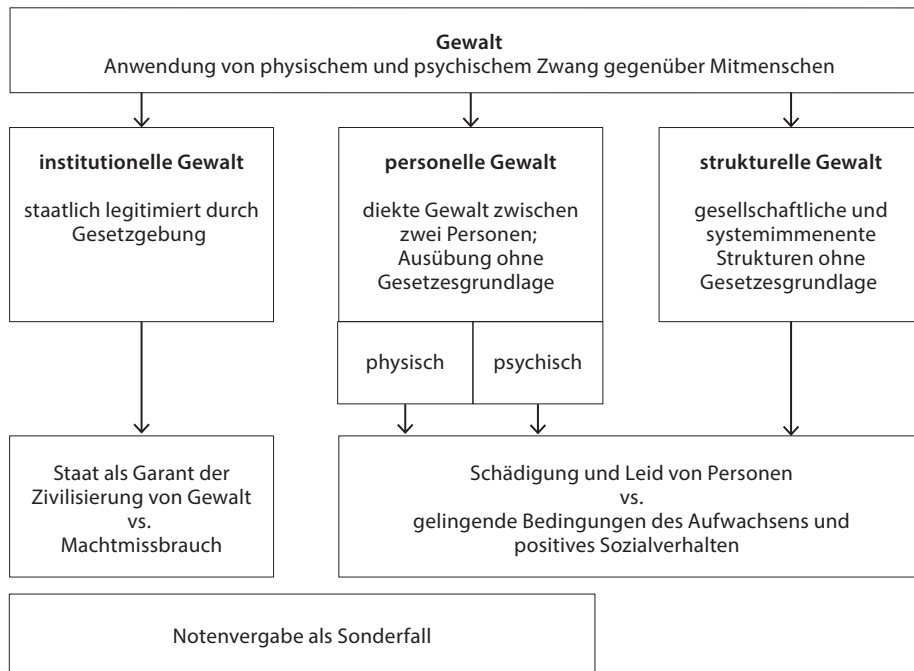 Gewalt
Anwendung von physischem und psychischem Zwang gegenüber Mitmenschen
institutionelle Gewalt
staatlich legitimiert durch
Gesetzgebung
personelle Gewalt
diekte Gewalt zwischen
zwei Personen;
Ausübung ohne
Gesetzesgrundlage
strukturelle Gewalt
gesellschaftliche und
systemimmenente
Strukturen ohne
Gesetzesgrundlage
physisch
psychisch
Staat als Garant der
Zivilisierung von Gewalt
vs.
Machtmissbrauch
Schädigung und Leid von Personen
vs.
gelingende Bedingungen des Aufwachsens und
positives Sozialverhalten
Notenvergabe als Sonderfall